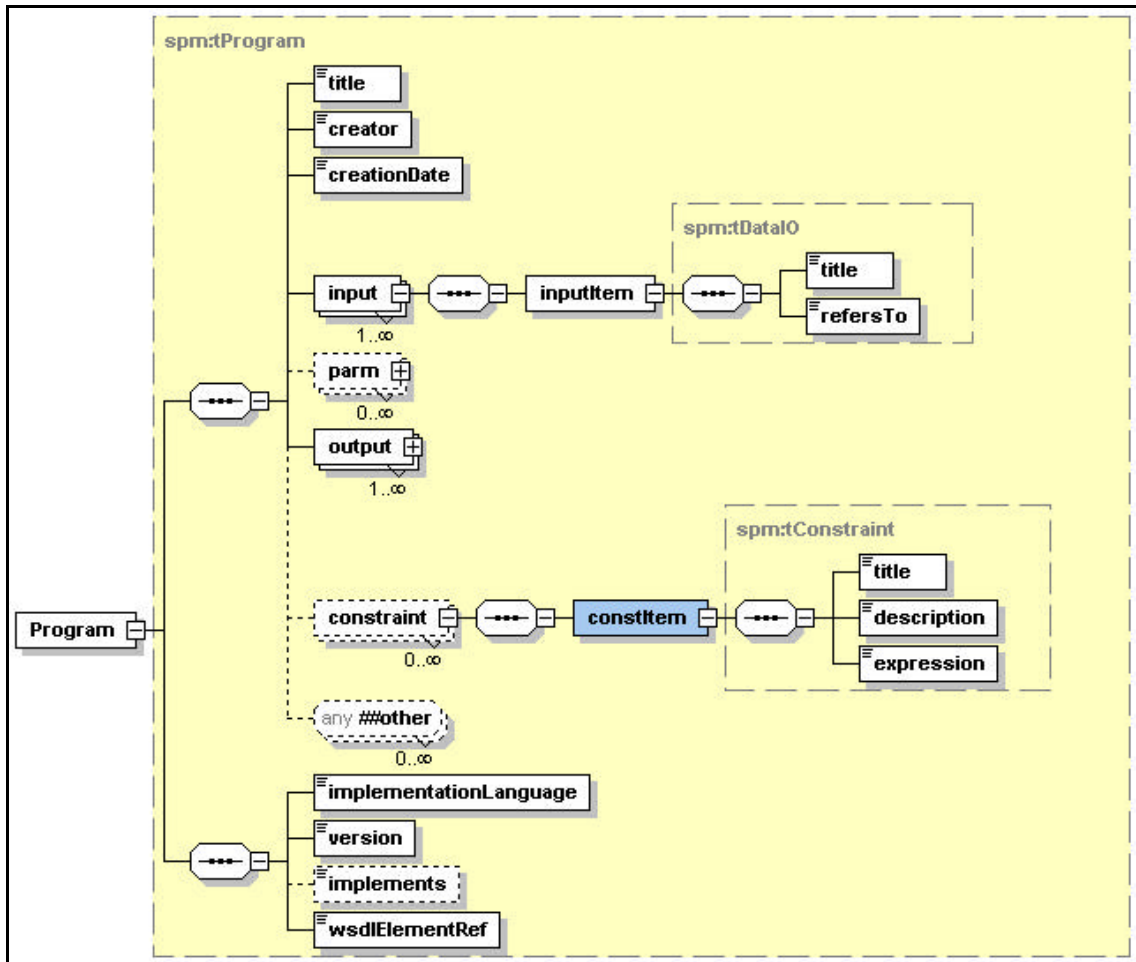 spm:tProgram
title
creator
creationDate
spm:tDataIO
title
input
inputItem
refersTo
1..∞
parm
0..∞
output
1..∞
spm:tConstraint
title
constraint
constItem
description
0..∞
expression
Program
any ##other
0..∞
implementationLanguage
version
implements
wsdlElementRef